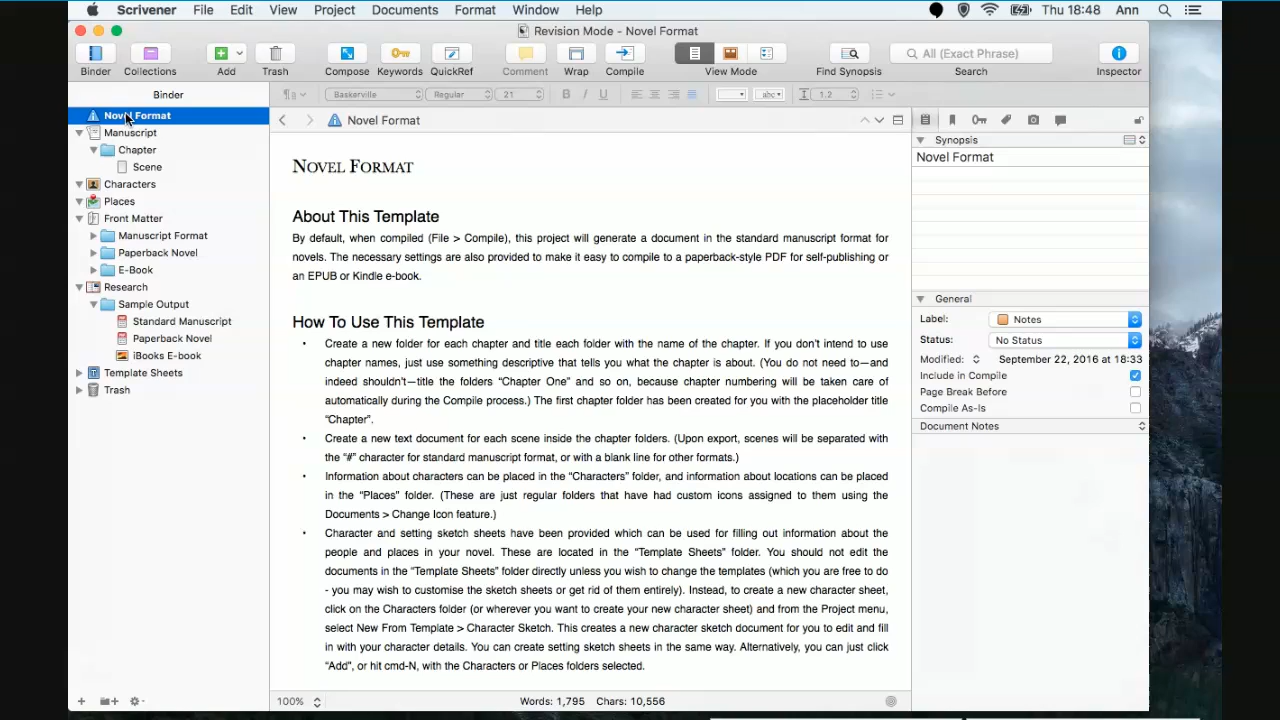 Scrivener File Edit View Project Documents Format Window Help Thu 18:48 Ann
Revision Mode - Novel Format
All (Exact Phrase)
Binder Collections Add Trash Compose Keywords QuickRef Comment Wrap Compile View Mode Find Synopsis Search Inspector
Binder
Baskerville Regular 21 B I U abc 1.2
Novel Format
Manuscript
Chapter
Scene
Characters
Places
Front Matter
Manuscript Format
Paperback Novel
E-Book
Research
Sample Output
Standard Manuscript
Paperback Novel
iBooks E-book
Template Sheets
Trash
Novel Format
NOVEL FORMAT
About This Template
By default, when compiled (File > Compile), this project will generate a document in the standard manuscript format for
novels. The necessary settings are also provided to make it easy to compile to a paperback-style PDF for self-publishing or
an EPUB or Kindle e-book.
How To Use This Template
• Create a new folder for each chapter and title each folder with the name of the chapter. If you don't intend to use
chapter names, just use something descriptive that tells you what the chapter is about. (You do not need to—and
indeed shouldn't—title the folders “Chapter One” and so on, because chapter numbering will be taken care of
automatically during the Compile process.) The first chapter folder has been created for you with the placeholder title
“Chapter”.
• Create a new text document for each scene inside the chapter folders. (Upon export, scenes will be separated with
the “#” character for standard manuscript format, or with a blank line for other formats.)
• Information about characters can be placed in the “Characters” folder, and information about locations can be placed
in the “Places” folder. (These are just regular folders that have had custom icons assigned to them using the
Documents > Change Icon feature.)
• Character and setting sketch sheets have been provided which can be used for filling out information about the
people and places in your novel. These are located in the “Template Sheets” folder. You should not edit the
documents in the “Template Sheets” folder directly unless you wish to change the templates (which you are free to do
- you may wish to customise the sketch sheets or get rid of them entirely). Instead, to create a new character sheet,
click on the Characters folder (or wherever you want to create your new character sheet) and from the Project menu,
select New From Template > Character Sketch. This creates a new character sketch document for you to edit and fill
in with your character details. You can create setting sketch sheets in the same way. Alternatively, you can just click
“Add”, or hit cmd-N, with the Characters or Places folders selected.
100% Words: 1,795 Chars: 10,556
Synopsis
Novel Format
General
Label: Notes
Status: No Status
Modified: September 22, 2016 at 18:33
Include in Compile
Page Break Before
Compile As-Is
Document Notes